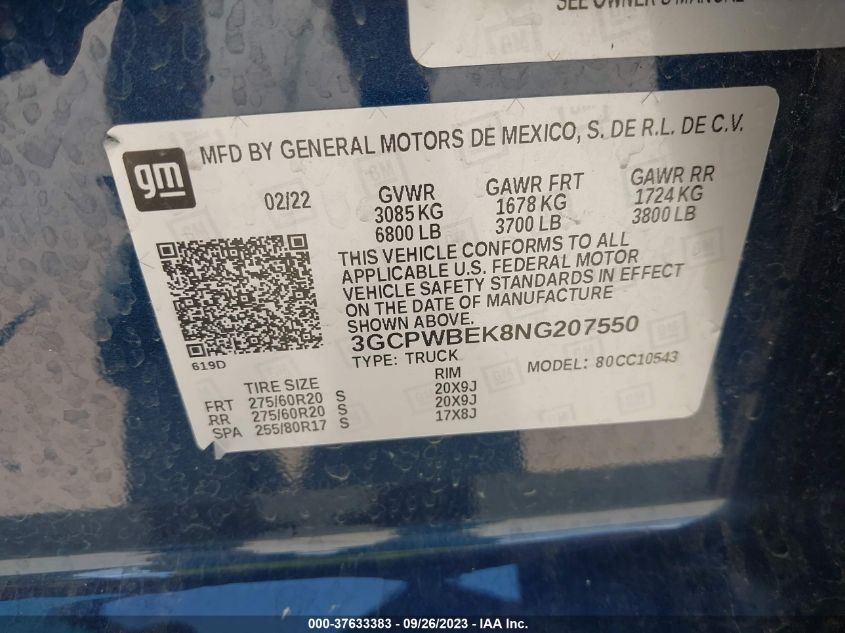 SEE OWNER'S MANUAL
gm
MFD BY GENERAL MOTORS DE MEXICO, S. DE R.L. DE C.V.
02/22
GVWR
3085 KG
6800 LB
GAWR FRT
1678 KG
3700 LB
GAWR RR
1724 KG
3800 LB
THIS VEHICLE CONFORMS TO ALL
APPLICABLE U.S. FEDERAL MOTOR
VEHICLE SAFETY STANDARDS IN EFFECT
ON THE DATE OF MANUFACTURE
SHOWN ABOVE.
3GCPWBEK8NG207550
TYPE: TRUCK
MODEL: 80CC10543
619D
TIRE SIZE RIM
FRT 275/60R20 S 20X9J
RR 275/60R20 S 20X9J
SPA 255/80R17 S 17X8J
000-37633383 - 09/26/2023 - IAA Inc.